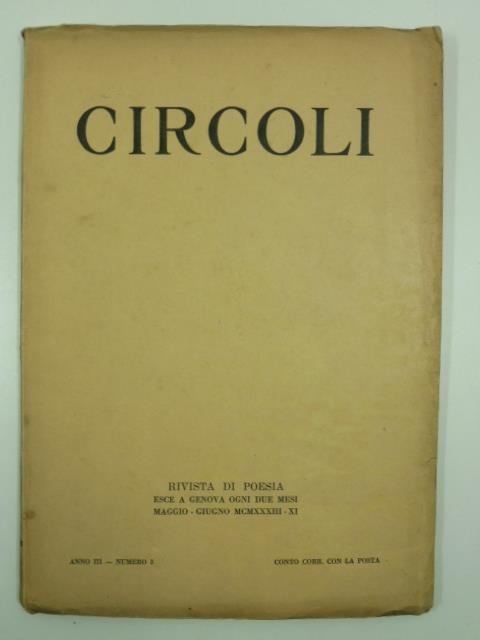 CIRCOLI
RIVISTA DI POESIA
ESCE A GENOVA OGNI DUE MESI
MAGGIO - GIUGNO MCMXXXIII - XI
ANNO III — NUMERO 3 CONTO CORR. CON LA POSTA